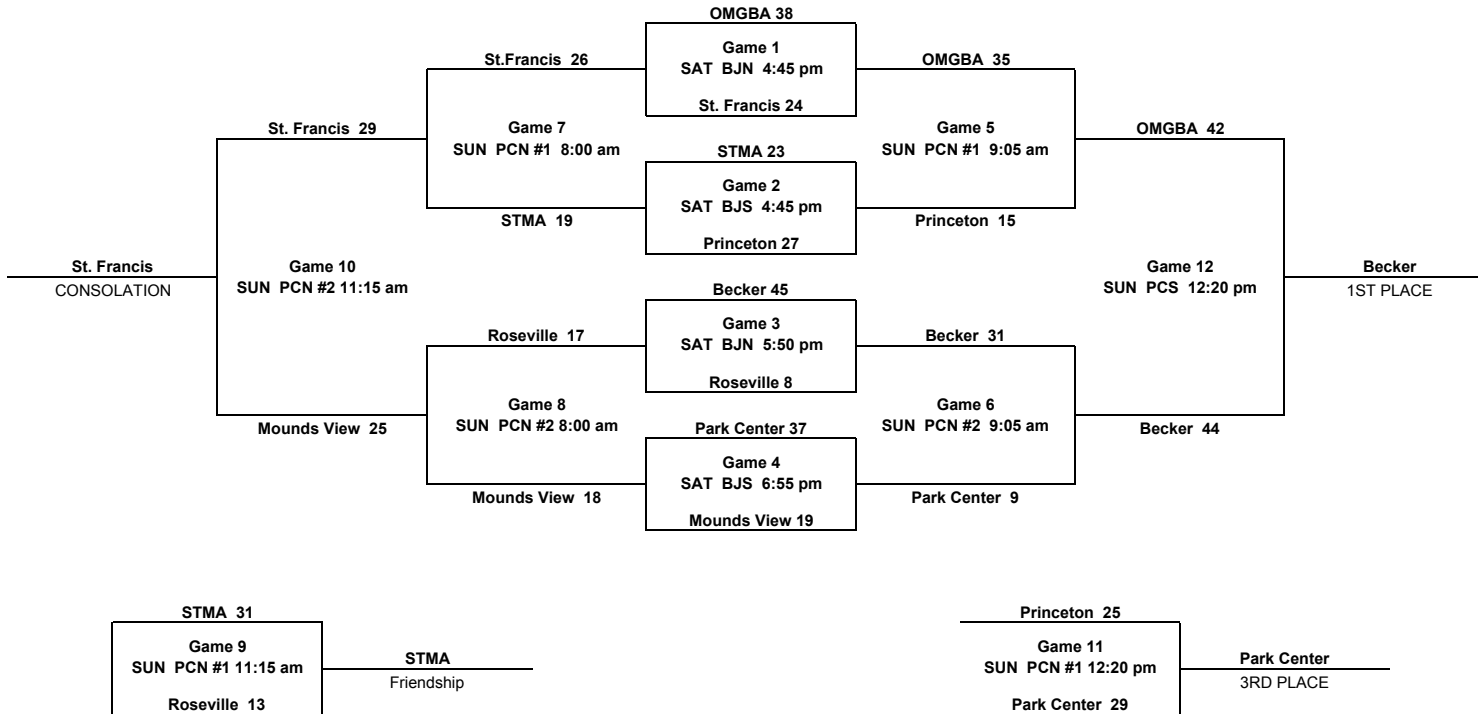 OMGBA 38
Game 1
SAT BJN 4:45 pm
St. Francis 24
St.Francis 26
OMGBA 35
St. Francis 29
Game 7
SUN PCN #1 8:00 am
Game 5
SUN PCN #1 9:05 am
OMGBA 42
STMA 23
Game 2
SAT BJS 4:45 pm
Princeton 27
STMA 19
Princeton 15
St. Francis
CONSOLATION
Game 10
SUN PCN #2 11:15 am
Game 12
SUN PCS 12:20 pm
Becker
1ST PLACE
Becker 45
Game 3
SAT BJN 5:50 pm
Roseville 8
Roseville 17
Becker 31
Game 8
SUN PCN #2 8:00 am
Game 6
SUN PCN #2 9:05 am
Mounds View 25
Becker 44
Park Center 37
Game 4
SAT BJS 6:55 pm
Mounds View 19
Mounds View 18
Park Center 9
STMA 31
Game 9
SUN PCN #1 11:15 am
Roseville 13
STMA
Friendship
Princeton 25
Game 11
SUN PCN #1 12:20 pm
Park Center 29
Park Center
3RD PLACE